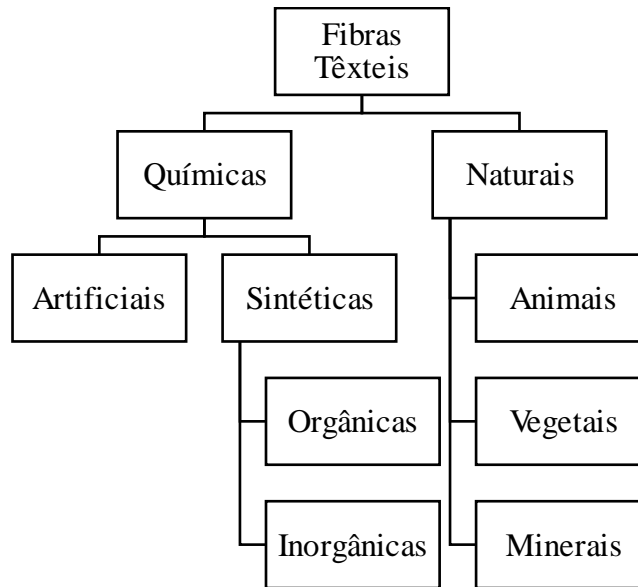 Fibras
Têxteis
Químicas
Naturais
Artificiais
Sintéticas
Animais
Orgânicas
Vegetais
Inorgânicas
Minerais